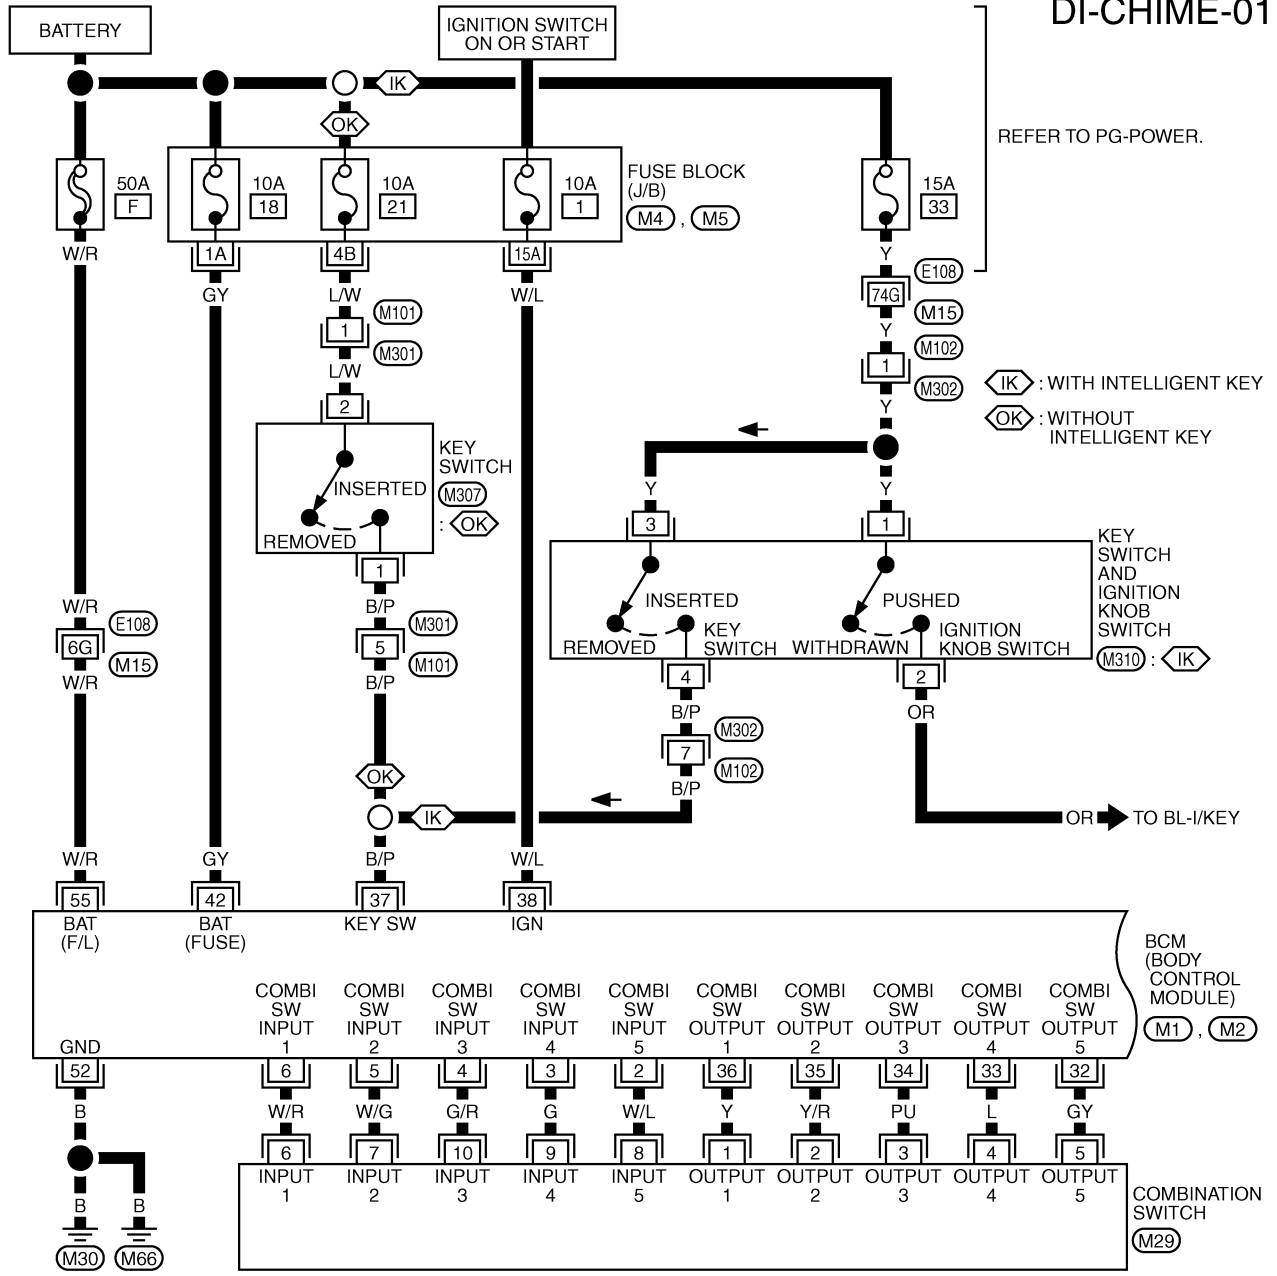 DI-CHIME-01
BATTERY
IGNITION SWITCH
ON OR START
IK
OK
REFER TO PG-POWER.
50A
F
10A
18
10A
21
10A
1
FUSE BLOCK
(J/B)
M4 , M5
15A
33
W/R
1A
4B
15A
Y
GY
L/W
W/L
E108
74G
M15
M101
1
M301
Y
M102
1
M302
L/W
2
Y
IK : WITH INTELLIGENT KEY
OK : WITHOUT
INTELLIGENT KEY
KEY
SWITCH
M307
: OK
INSERTED
REMOVED
1
Y
Y
3
1
KEY
SWITCH
AND
IGNITION
KNOB
SWITCH
M310 : IK
INSERTED
REMOVED
KEY
SWITCH
PUSHED
WITHDRAWN
IGNITION
KNOB SWITCH
W/R
E108
6G
M15
W/R
B/P
M301
5
M101
B/P
4
2
B/P
OR
M302
7
M102
B/P
OK
IK
OR
TO BL-I/KEY
W/R
GY
B/P
W/L
55
42
37
38
BAT
(F/L)
BAT
(FUSE)
KEY SW
IGN
BCM
(BODY
CONTROL
MODULE)
M1 , M2
COMBI
SW
INPUT
1
COMBI
SW
INPUT
2
COMBI
SW
INPUT
3
COMBI
SW
INPUT
4
COMBI
SW
INPUT
5
COMBI
SW
OUTPUT
1
COMBI
SW
OUTPUT
2
COMBI
SW
OUTPUT
3
COMBI
SW
OUTPUT
4
COMBI
SW
OUTPUT
5
GND
52
6
5
4
3
2
36
35
34
33
32
B
W/R
W/G
G/R
G
W/L
Y
Y/R
PU
L
GY
6
7
10
9
8
1
2
3
4
5
INPUT
1
INPUT
2
INPUT
3
INPUT
4
INPUT
5
OUTPUT
1
OUTPUT
2
OUTPUT
3
OUTPUT
4
OUTPUT
5
B
B
M30
M66
COMBINATION
SWITCH
M29